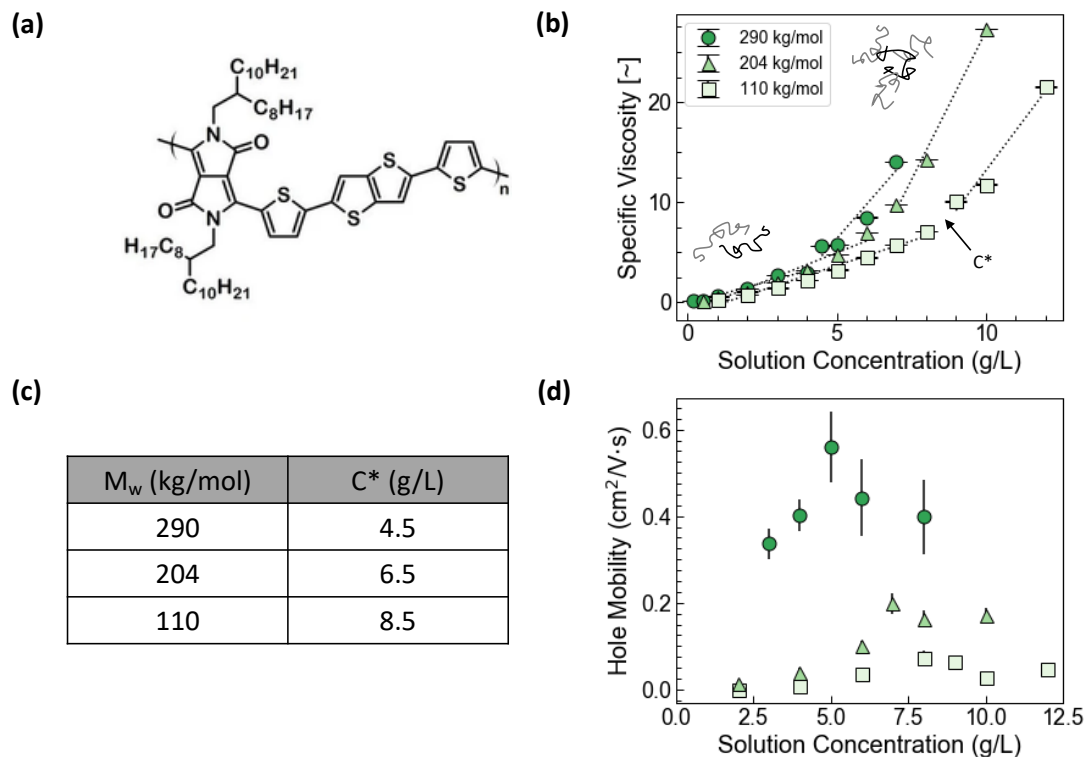 (a)
C₁₀H₂₁
C₈H₁₇
N
O
S
S
S
S
n
O
N
H₁₇C₈
C₁₀H₂₁
(b)
290 kg/mol
204 kg/mol
110 kg/mol
C*
Specific Viscosity [~]
20
10
0
0
5
10
Solution Concentration (g/L)
(c)
M_w (kg/mol) C* (g/L)
290 4.5
204 6.5
110 8.5
(d)
Hole Mobility (cm²/V·s)
0.6
0.4
0.2
0.0
0.0 2.5 5.0 7.5 10.0 12.5
Solution Concentration (g/L)